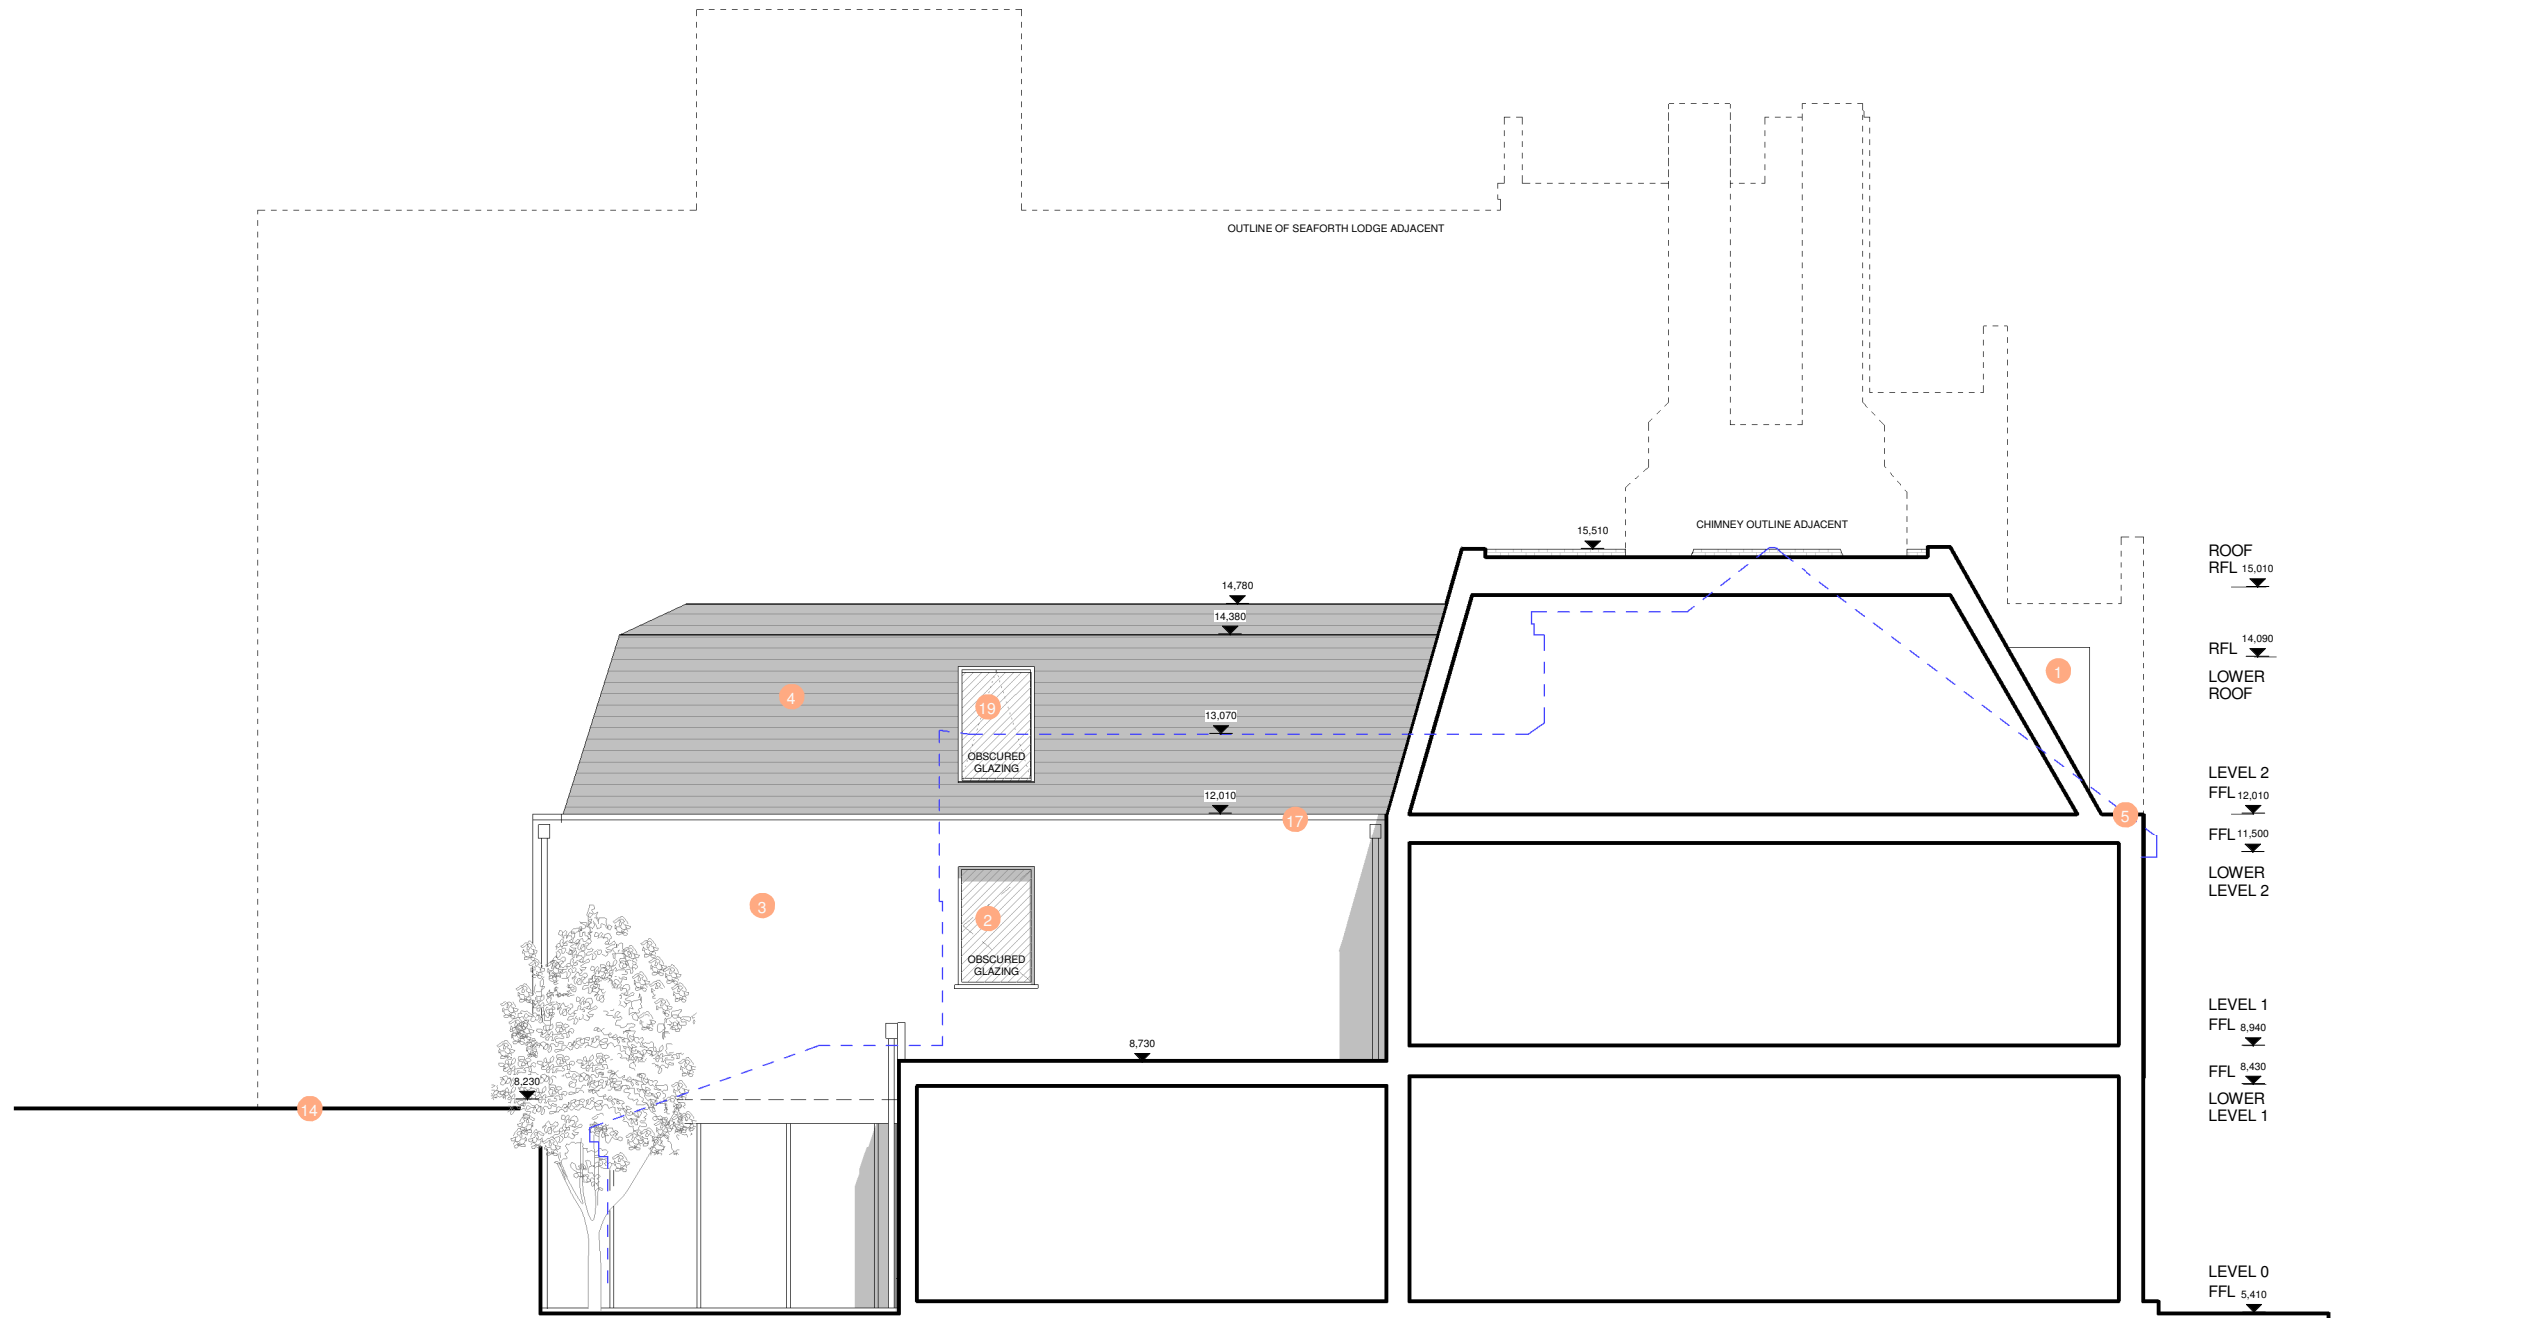 OUTLINE OF SEAFORTH LODGE ADJACENT
CHIMNEY OUTLINE ADJACENT
15,510
ROOF
RFL 15,010
14,780
14,380
14,090
RFL
LOWER
ROOF
1
4
19
13,070
OBSCURED
GLAZING
LEVEL 2
FFL 12,010
12,010
17
5
FFL 11,500
LOWER
LEVEL 2
3
2
OBSCURED
GLAZING
LEVEL 1
FFL 8,940
8,730
FFL 8,430
LOWER
LEVEL 1
8,230
14
LEVEL 0
FFL 5,410